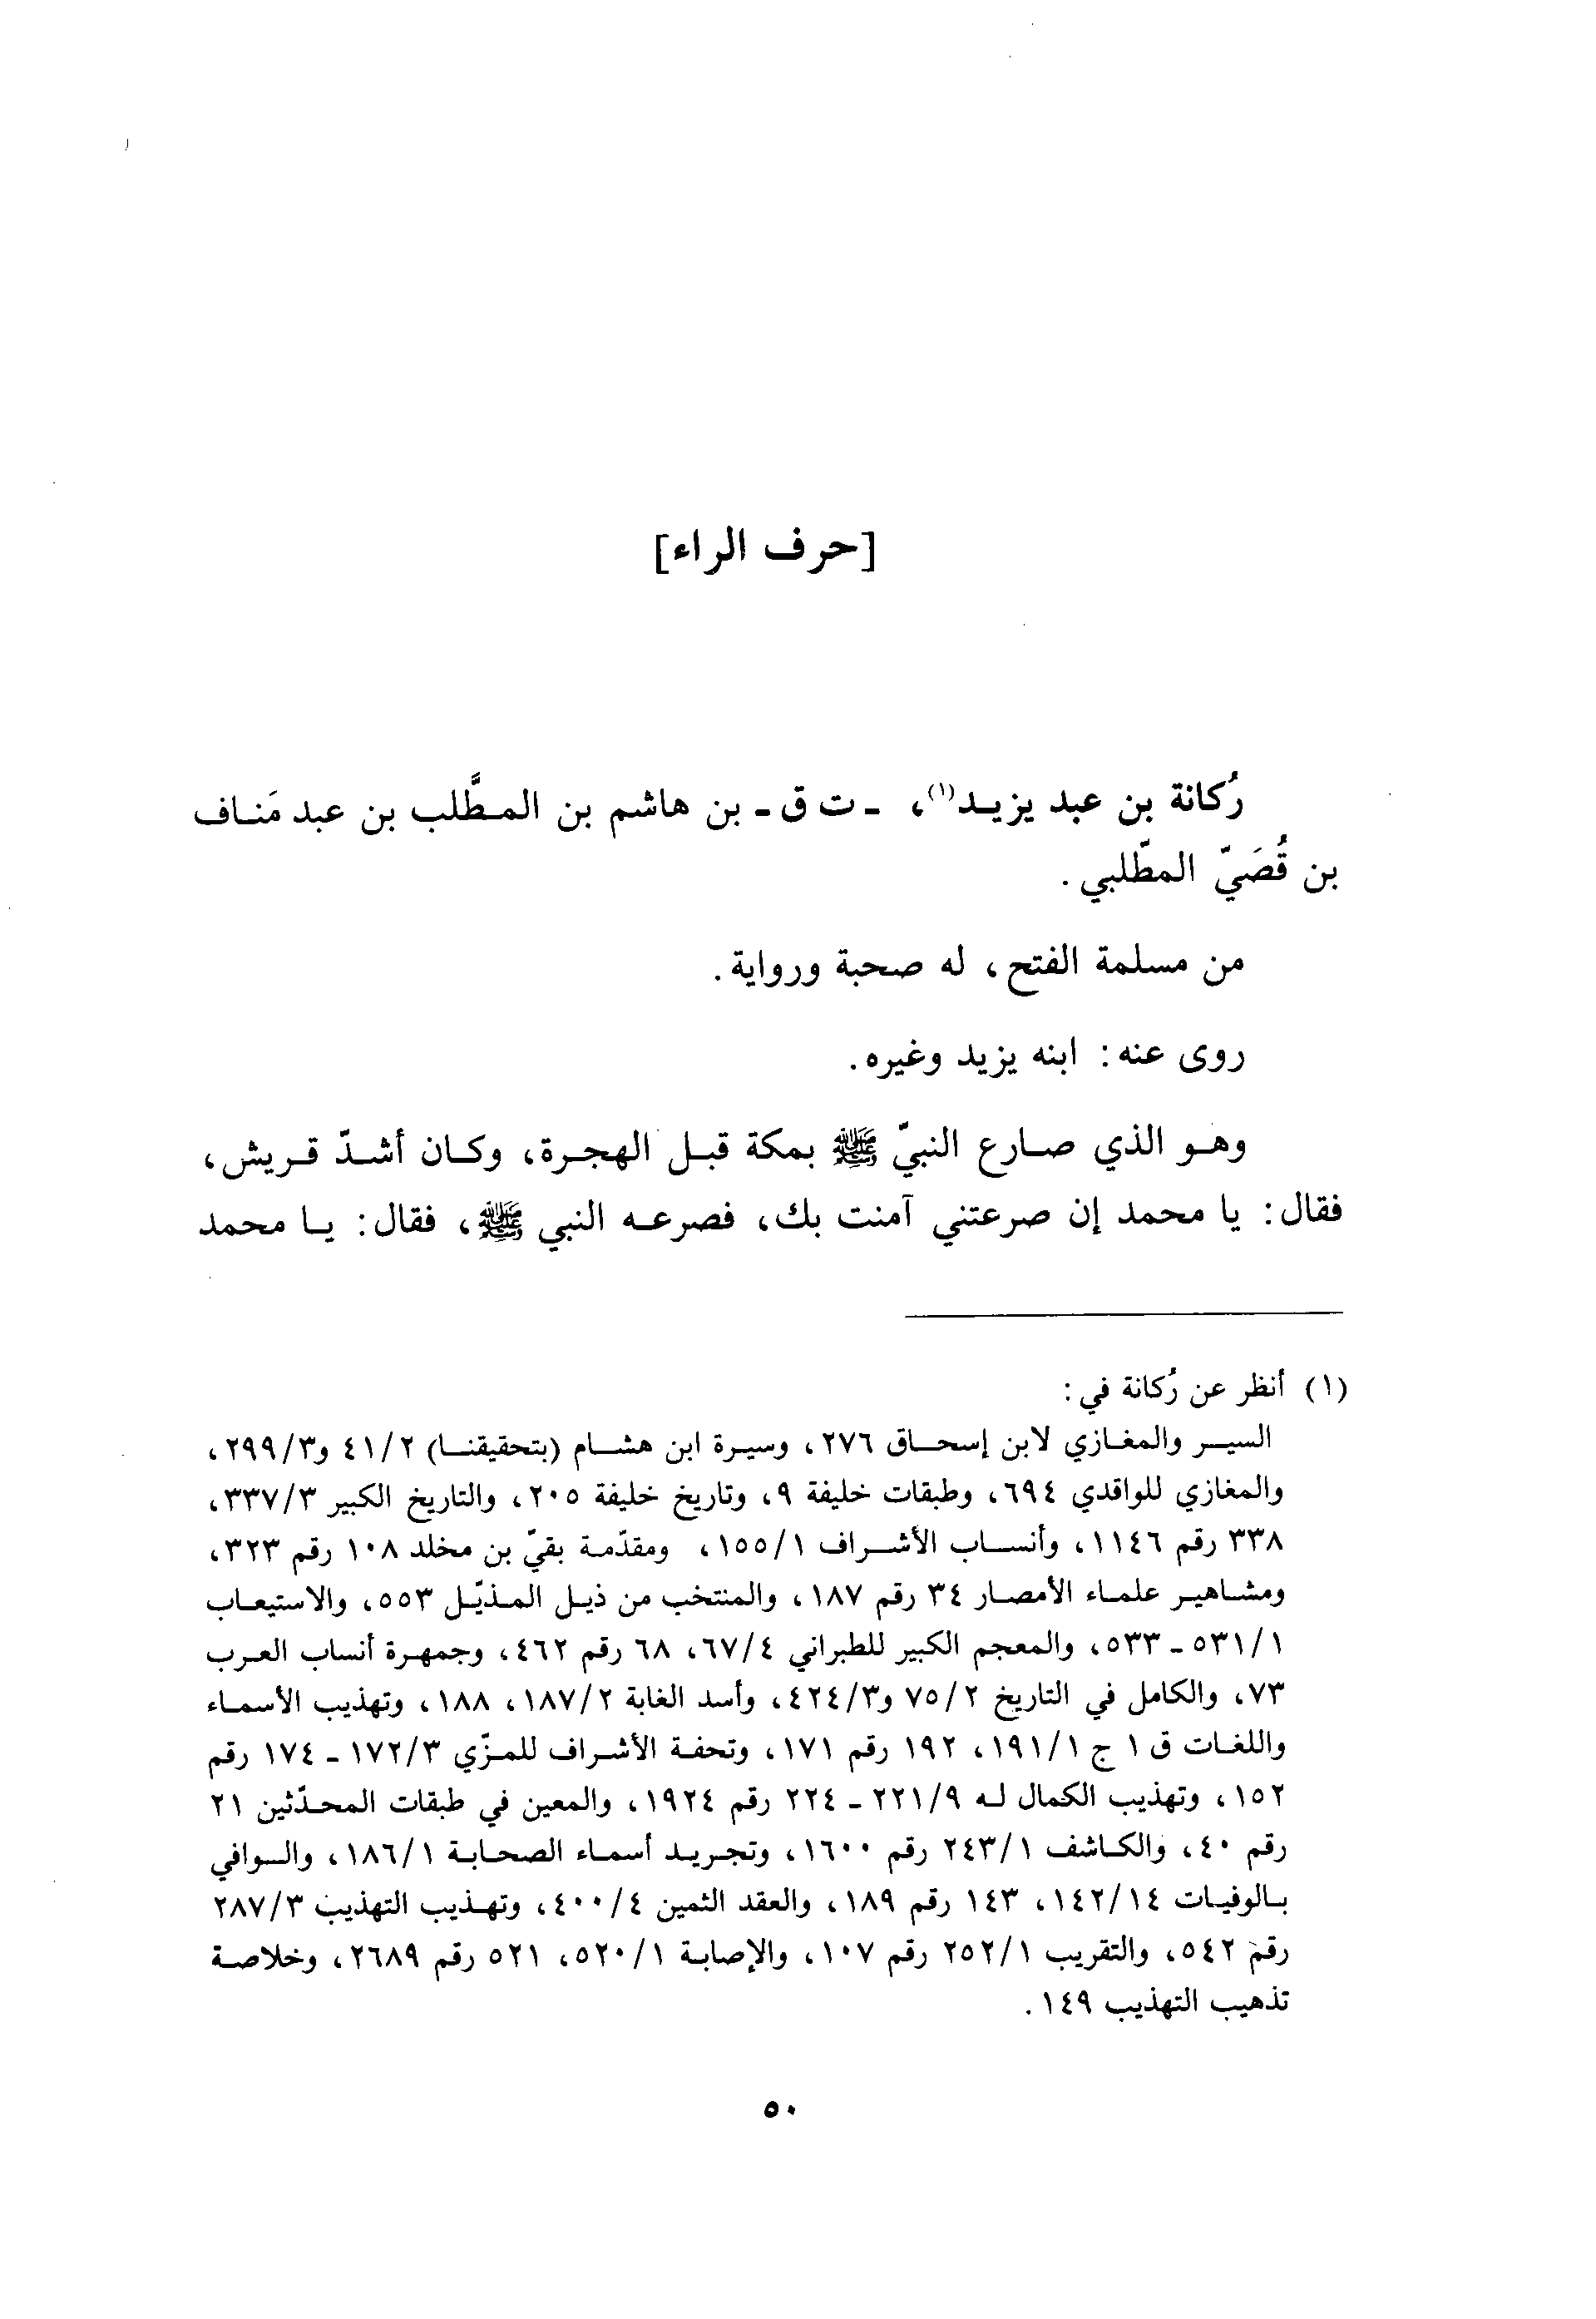 [حرف الراء]
رُكانة بن عبد يزيد(١)، ـ ت ق ـ بن هاشم بن المطَّلب بن عبد مَناف
بن قُصَيّ المطّلبي.
من مسلمة الفتح، له صحبة ورواية.
روى عنه: ابنه يزيد وغيره.
وهو الذي صارع النبيّ ﷺ بمكة قبل الهجرة، وكان أشدّ قريش،
فقال: يا محمد إن صرعتني آمنت بك، فصرعه النبي ﷺ، فقال: يا محمد
(١) أنظر عن رُكانة في:
السير والمغازي لابن إسحاق ٢٧٦، وسيرة ابن هشام (بتحقيقنا) ٤١/٢ و٢٩٩/٣،
والمغازي للواقدي ٦٩٤، وطبقات خليفة ٩، وتاريخ خليفة ٢٠٥، والتاريخ الكبير ٣٣٧/٣،
٣٣٨ رقم ١١٤٦، وأنساب الأشراف ١٥٥/١، ومقدّمة بقيّ بن مخلد ١٠٨ رقم ٣٢٣،
ومشاهير علماء الأمصار ٣٤ رقم ١٨٧، والمنتخب من ذيل المذيّل ٥٥٣، والاستيعاب
٥٣١/١ ـ ٥٣٣، والمعجم الكبير للطبراني ٦٧/٤، ٦٨ رقم ٤٦٢، وجمهرة أنساب العرب
٧٣، والكامل في التاريخ ٧٥/٢ و٤٢٤/٣، وأسد الغابة ١٨٧/٢، ١٨٨، وتهذيب الأسماء
واللغات ق ١ ج ١٩١/١، ١٩٢ رقم ١٧١، وتحفة الأشراف للمزّي ١٧٢/٣ ـ ١٧٤ رقم
١٥٢، وتهذيب الكمال له ٢٢١/٩ ـ ٢٢٤ رقم ١٩٢٤، والمعين في طبقات المحدّثين ٢١
رقم ٤٠، والكاشف ٢٤٣/١ رقم ١٦٠٠، وتجريد أسماء الصحابة ١٨٦/١، والوافي
بالوفيات ١٤٢/١٤، ١٤٣ رقم ١٨٩، والعقد الثمين ٤٠٠/٤، وتهذيب التهذيب ٢٨٧/٣
رقم ٥٤٢، والتقريب ٢٥٢/١ رقم ١٠٧، والإصابة ٥٢٠/١، ٥٢١ رقم ٢٦٨٩، وخلاصة
تذهيب التهذيب ١٤٩.
٥٠